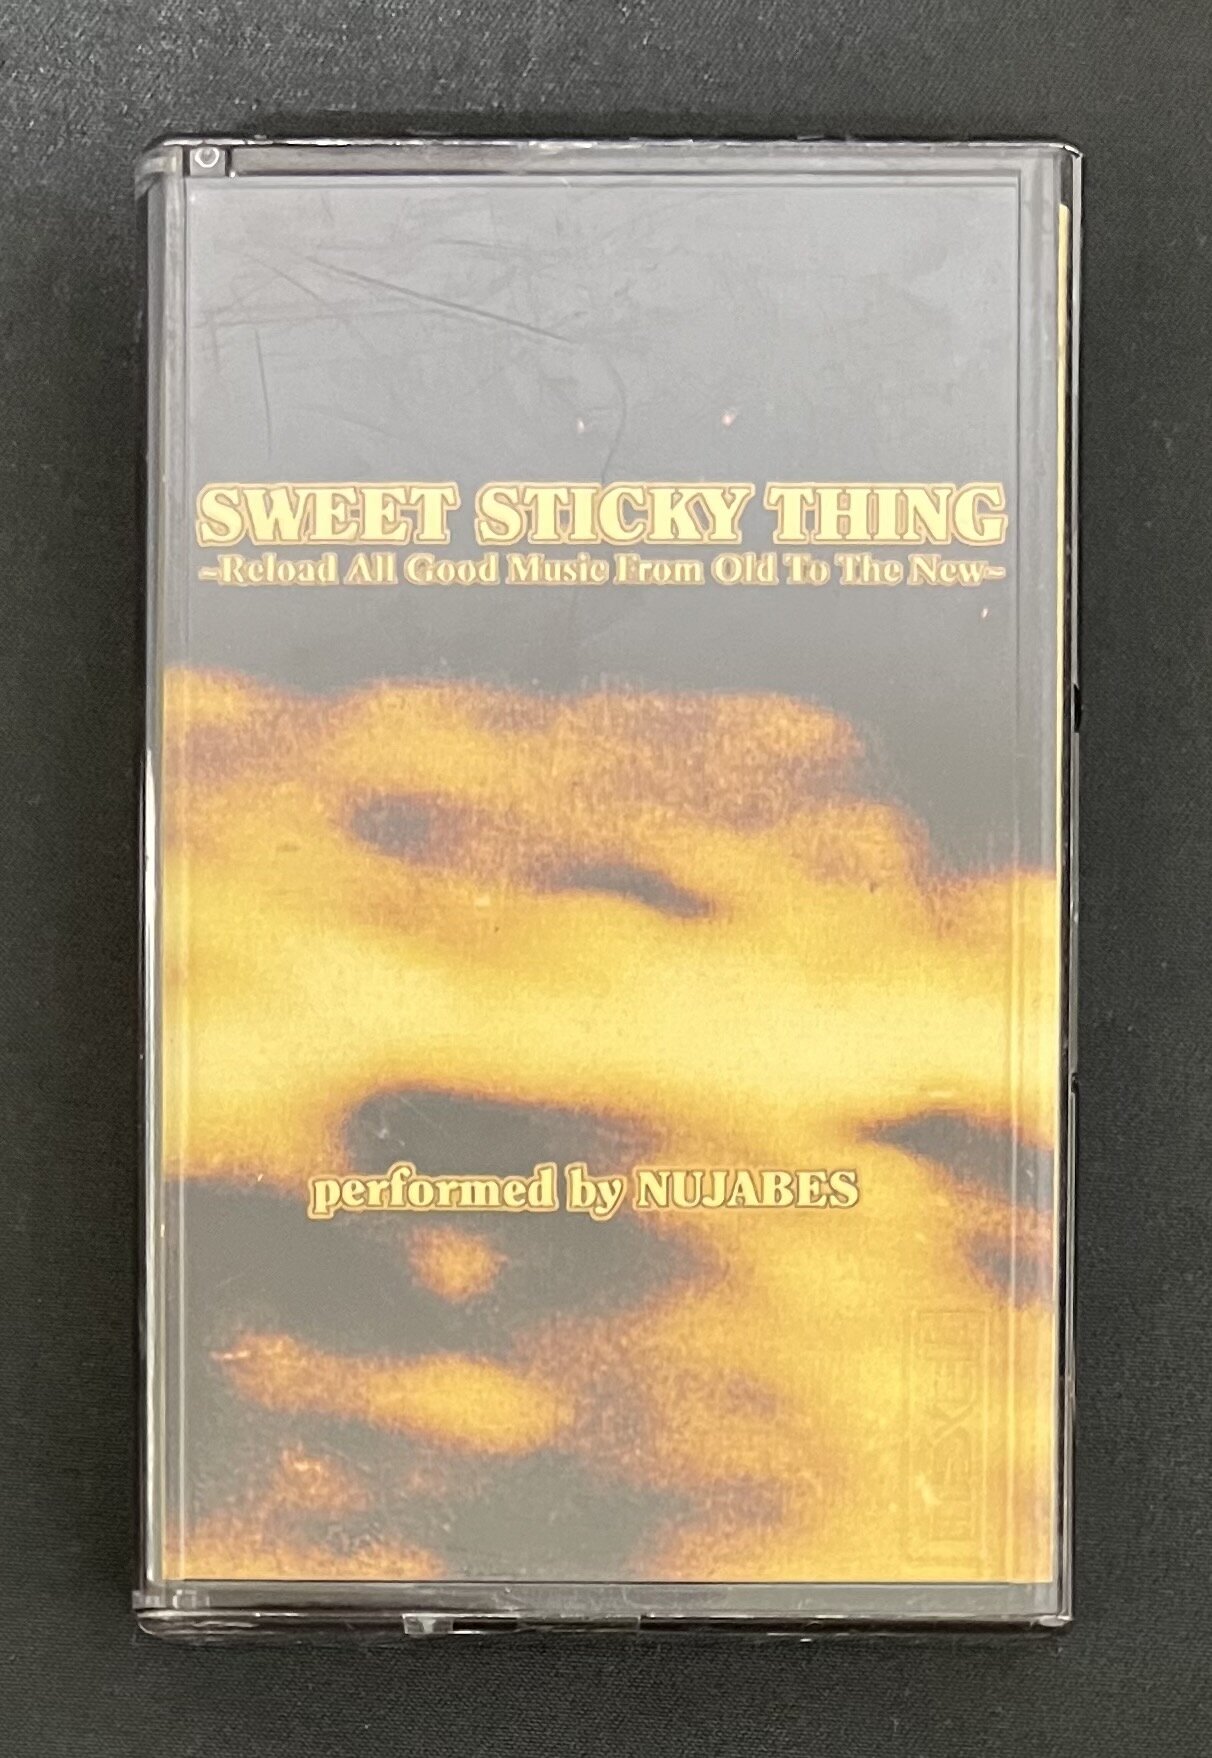 SWEET STICKY THING
~Reload All Good Music From Old To The New~
performed by NUJABES